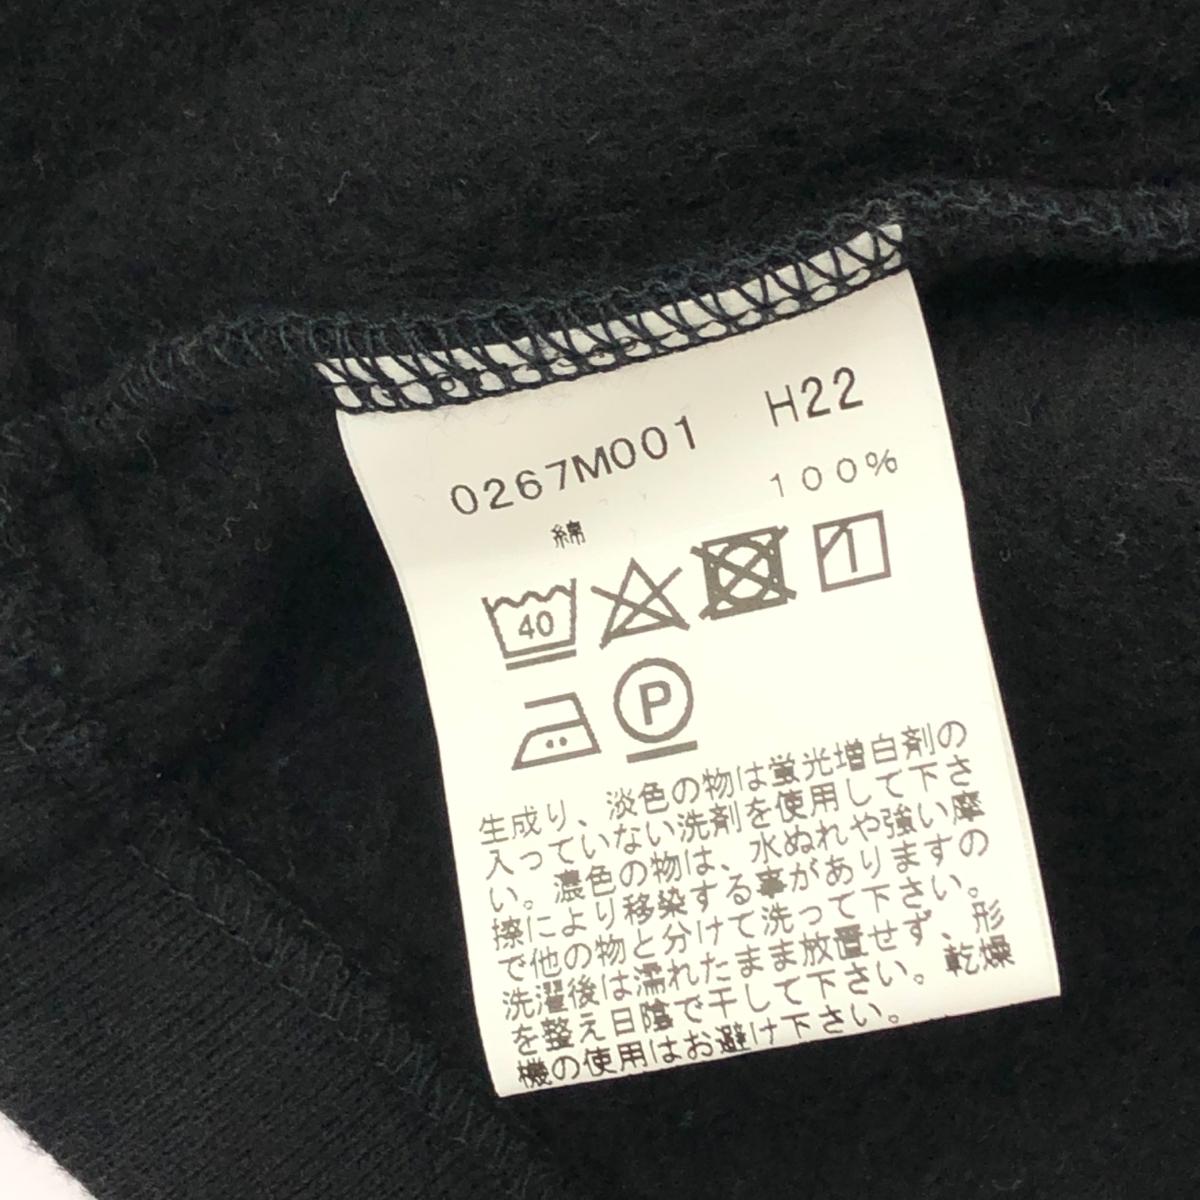 0267M001 H22
綿 100%
40
P
生成り、淡色の物は蛍光増白剤の
入っていない洗剤を使用して下さ
い。濃色の物は、水ぬれや強い摩
擦により移染する事がありますの
で他の物と分けて洗って下さい。
洗濯後は濡れたまま放置せず、形
を整え日陰で干して下さい。乾燥
機の使用はお避け下さい。